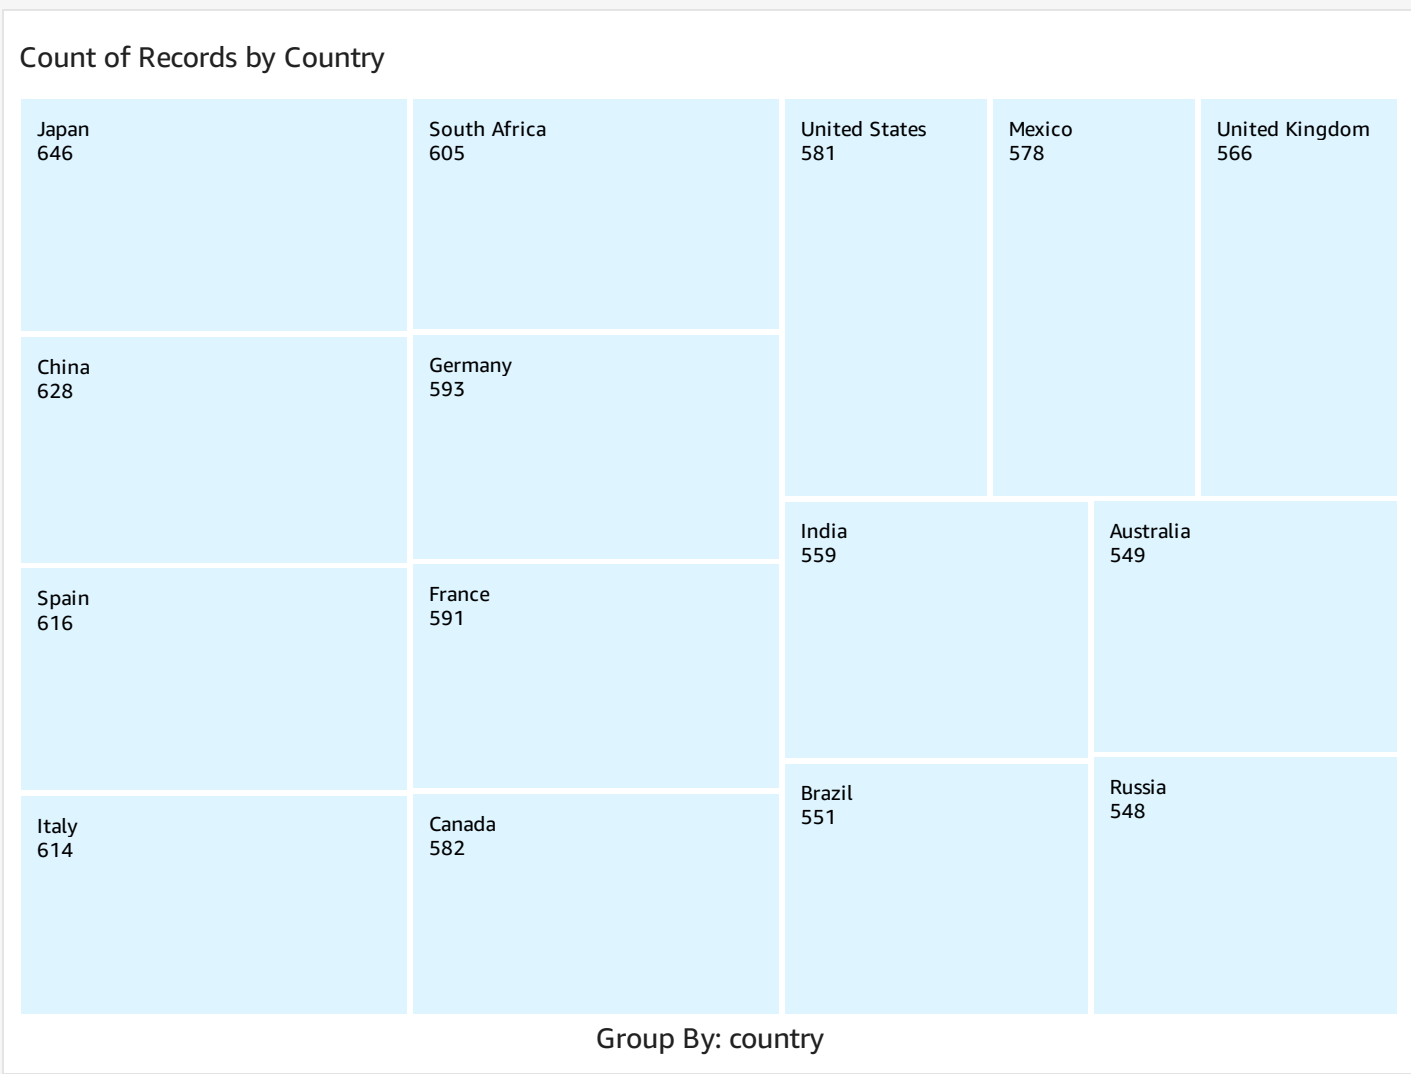 Count of Records by Country
Japan
646
China
628
Spain
616
Italy
614
South Africa
605
Germany
593
France
591
Canada
582
United States
581
Mexico
578
United Kingdom
566
India
559
Australia
549
Brazil
551
Russia
548
Group By: country